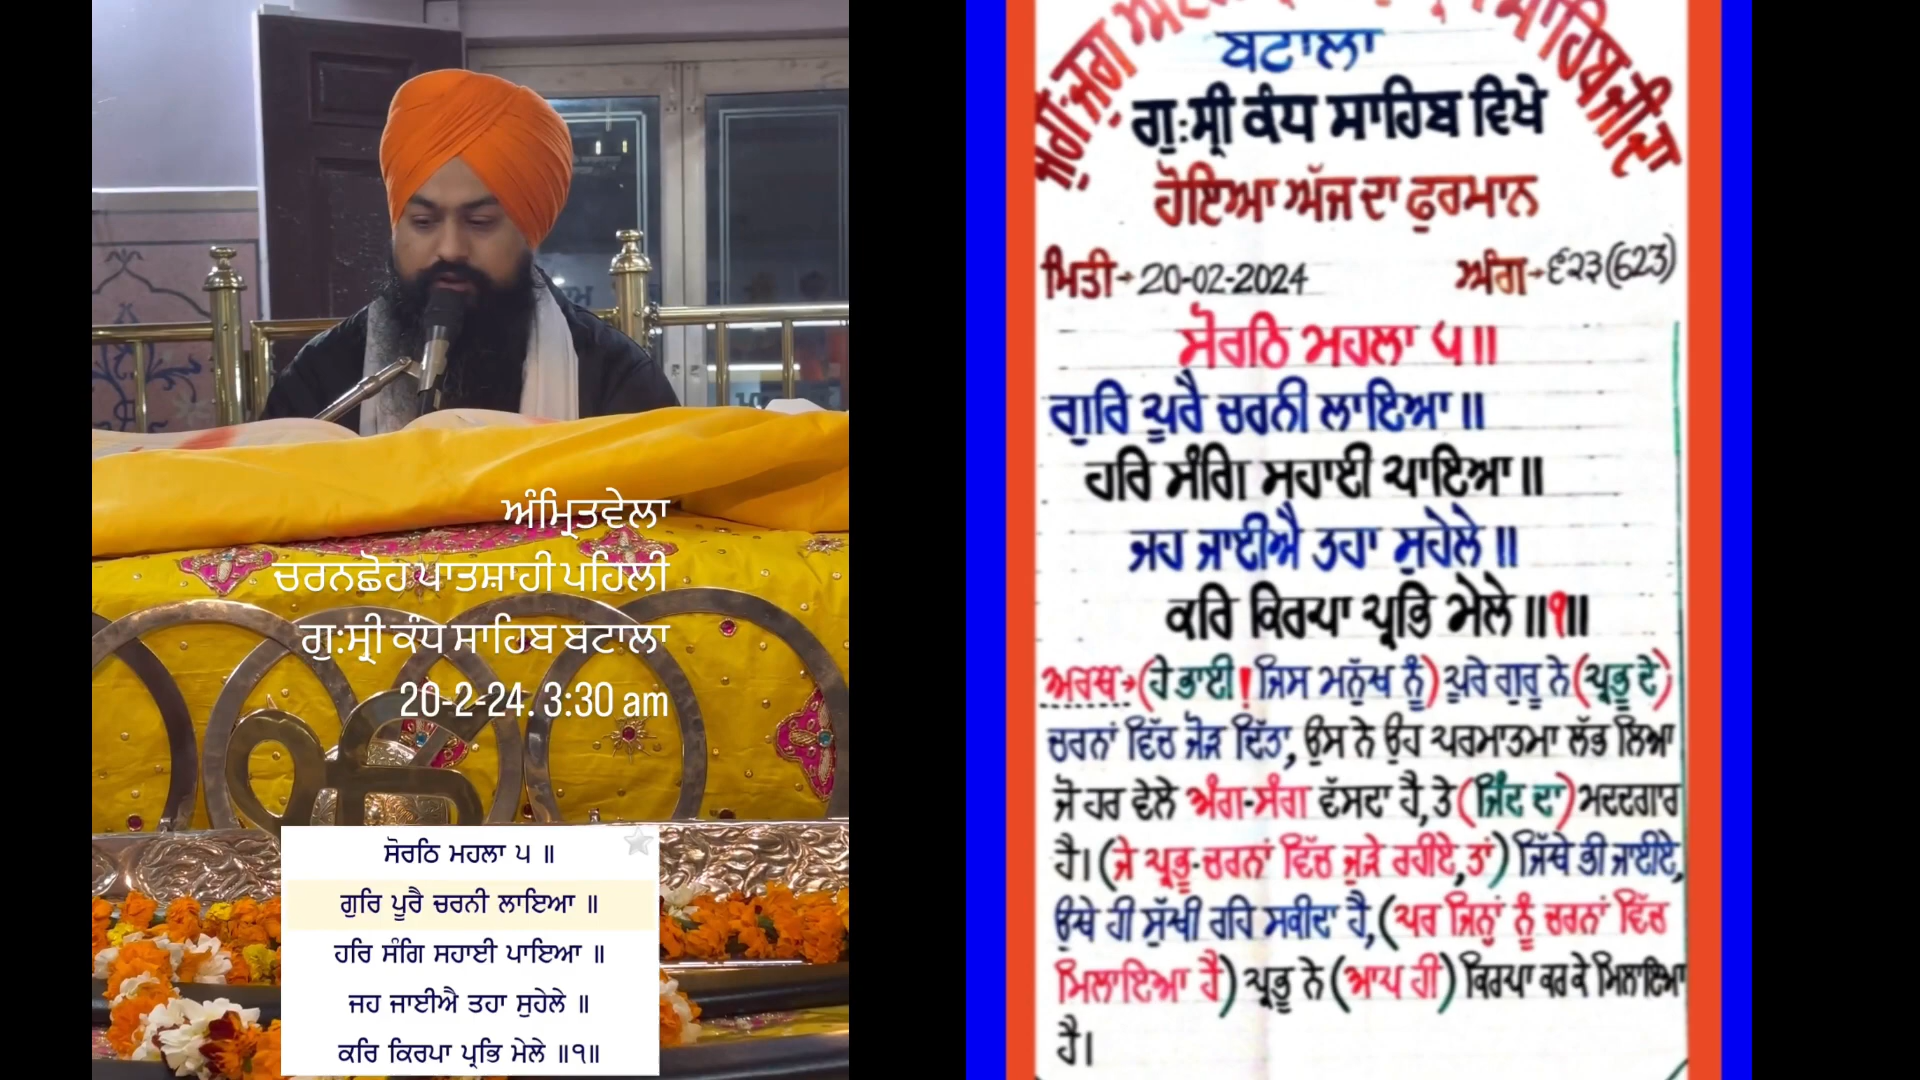 ਅੰਮ੍ਰਿਤਵੇਲਾ
ਚਰਨਛੋਹ ਪਾਤਸ਼ਾਹੀ ਪਹਿਲੀ
ਗੁ:ਸ੍ਰੀ ਕੰਧ ਸਾਹਿਬ ਬਟਾਲਾ
20-2-24. 3:30 am
ਸੋਰਠਿ ਮਹਲਾ ੫ ॥
ਗੁਰਿ ਪੂਰੈ ਚਰਨੀ ਲਾਇਆ ॥
ਹਰਿ ਸੰਗਿ ਸਹਾਈ ਪਾਇਆ ॥
ਜਹ ਜਾਈਐ ਤਹਾ ਸੁਹੇਲੇ ॥
ਕਰਿ ਕਿਰਪਾ ਪ੍ਰਭਿ ਮੇਲੇ ॥੧॥
ਜੁਗੋ:ਜੁਗ ਸਾਹਿਬ ਜੀ ਦਾ
ਬਟਾਲਾ
ਗੁ:ਸ੍ਰੀ ਕੰਧ ਸਾਹਿਬ ਵਿਖੇ
ਹੋਇਆ ਅੱਜ ਦਾ ਫੁਰਮਾਨ
ਮਿਤੀ→20-02-2024 ਅੰਗ→੬੨੩(623)
ਸੋਰਠਿ ਮਹਲਾ ੫॥
ਗੁਰਿ ਪੂਰੈ ਚਰਨੀ ਲਾਇਆ॥
ਹਰਿ ਸੰਗਿ ਸਹਾਈ ਪਾਇਆ॥
ਜਹ ਜਾਈਐ ਤਹਾ ਸੁਹੇਲੇ॥
ਕਰਿ ਕਿਰਪਾ ਪ੍ਰਭਿ ਮੇਲੇ॥੧॥
ਅਰਥ→(ਹੇ ਭਾਈ! ਜਿਸ ਮਨੁੱਖ ਨੂੰ) ਪੂਰੇ ਗੁਰੂ ਨੇ (ਪ੍ਰਭੂ ਦੇ)
ਚਰਨਾਂ ਵਿੱਚ ਜੋੜ ਦਿੱਤਾ, ਉਸ ਨੇ ਉਹ ਪਰਮਾਤਮਾ ਲੱਭ ਲਿਆ
ਜੋ ਹਰ ਵੇਲੇ ਅੰਗ-ਸੰਗ ਵੱਸਦਾ ਹੈ, ਤੇ (ਜਿੰਦ ਦਾ) ਮਦਦਗਾਰ
ਹੈ। (ਜੇ ਪ੍ਰਭੂ-ਚਰਨਾਂ ਵਿੱਚ ਜੁੜੇ ਰਹੀਏ, ਤਾਂ) ਜਿੱਥੇ ਭੀ ਜਾਈਏ,
ਉਥੇ ਹੀ ਸੁੱਖੀ ਰਹਿ ਸਕੀਦਾ ਹੈ, (ਪਰ ਜਿਨਾਂ ਨੂੰ ਚਰਨਾਂ ਵਿੱਚ
ਮਿਲਾਇਆ ਹੈ) ਪ੍ਰਭੂ ਨੇ (ਆਪ ਹੀ) ਕਿਰਪਾ ਕਰ ਕੇ ਮਿਲਾਇਆ
ਹੈ।